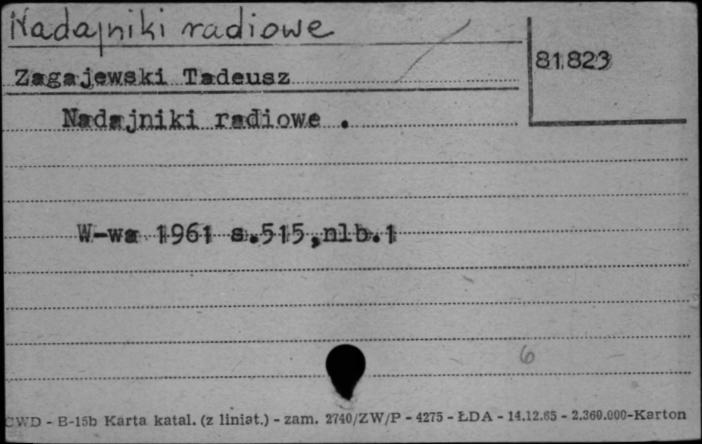 Nadajniki radiowe
81.823
Zagajewski Tadeusz
Nadajniki radiowe .
W-wa 1961 s.515,nlb.1
6
CWD - B-15b Karta katal. (z liniat.) - zam. 2740/ZW/P - 4275 - ŁDA - 14.12.65 - 2.360.000-Karton